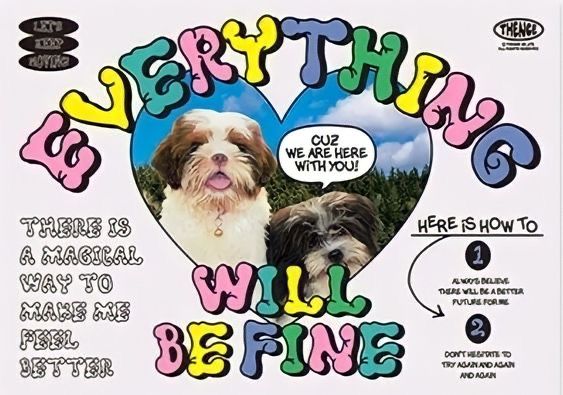 LET'S
KEEP
MOVING
THENCE
EVERYTHING
CUZ
WE ARE HERE
WITH YOU!
THERE IS
A MAGICAL
WAY TO
MAKE ME
FEEL
BETTER
HERE IS HOW TO
1
ALWAYS BELIEVE
THERE WILL BE A BETTER
FUTURE FOR ME
2
DON'T HESITATE TO
TRY AGAIN AND AGAIN
AND AGAIN
WILL
BE FINE